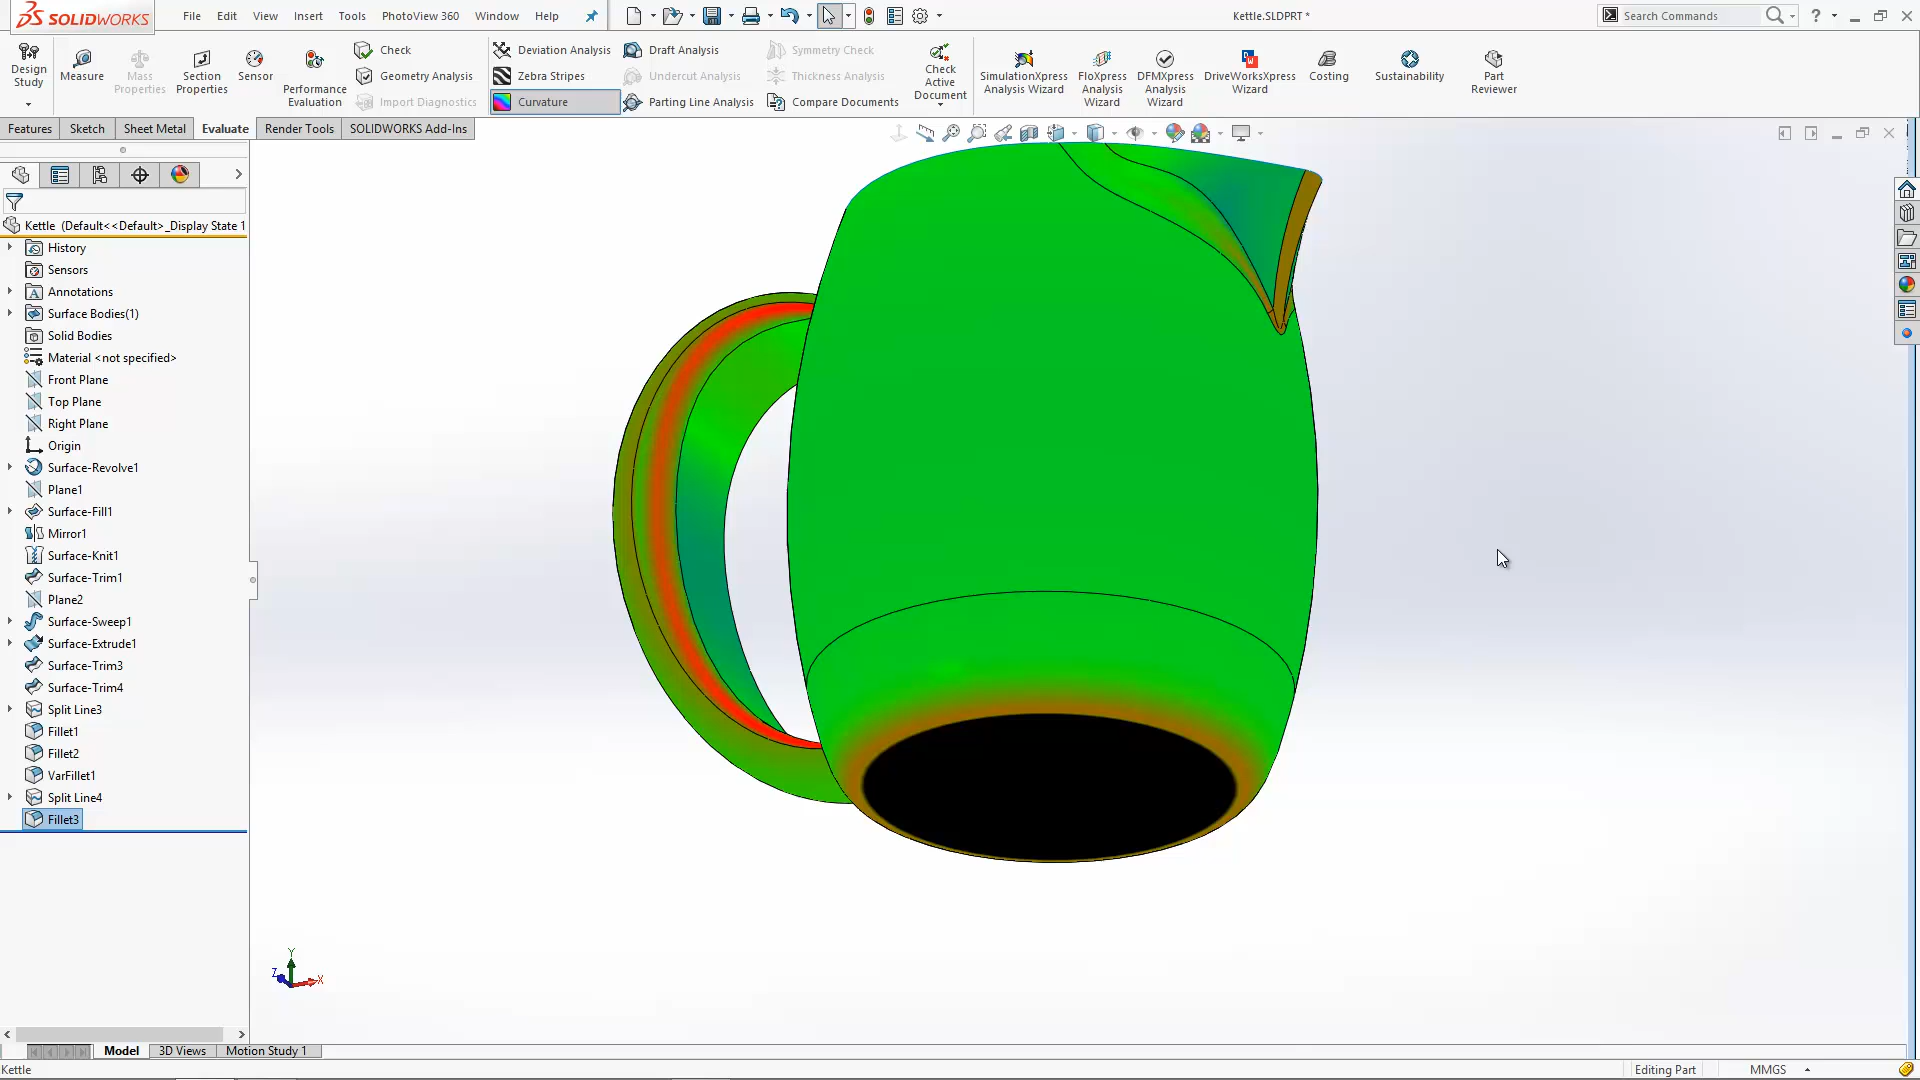 SOLIDWORKS File Edit View Insert Tools PhotoView 360 Window Help Kettle.SLDPRT * Search Commands ?
Design Study
Measure
Mass Properties
Section Properties
Sensor
Performance Evaluation
Check
Geometry Analysis
Import Diagnostics
Deviation Analysis
Zebra Stripes
Curvature
Draft Analysis
Undercut Analysis
Parting Line Analysis
Symmetry Check
Thickness Analysis
Compare Documents
Check Active Document
SimulationXpress Analysis Wizard
FloXpress Analysis Wizard
DFMXpress Analysis Wizard
DriveWorksXpress Wizard
Costing
Sustainability
Part Reviewer
Features Sketch Sheet Metal Evaluate Render Tools SOLIDWORKS Add-Ins
Kettle (Default<<Default>_Display State 1
History
Sensors
Annotations
Surface Bodies(1)
Solid Bodies
Material <not specified>
Front Plane
Top Plane
Right Plane
Origin
Surface-Revolve1
Plane1
Surface-Fill1
Mirror1
Surface-Knit1
Surface-Trim1
Plane2
Surface-Sweep1
Surface-Extrude1
Surface-Trim3
Surface-Trim4
Split Line3
Fillet1
Fillet2
VarFillet1
Split Line4
Fillet3
Y
Z
X
Model 3D Views Motion Study 1
Kettle Editing Part MMGS